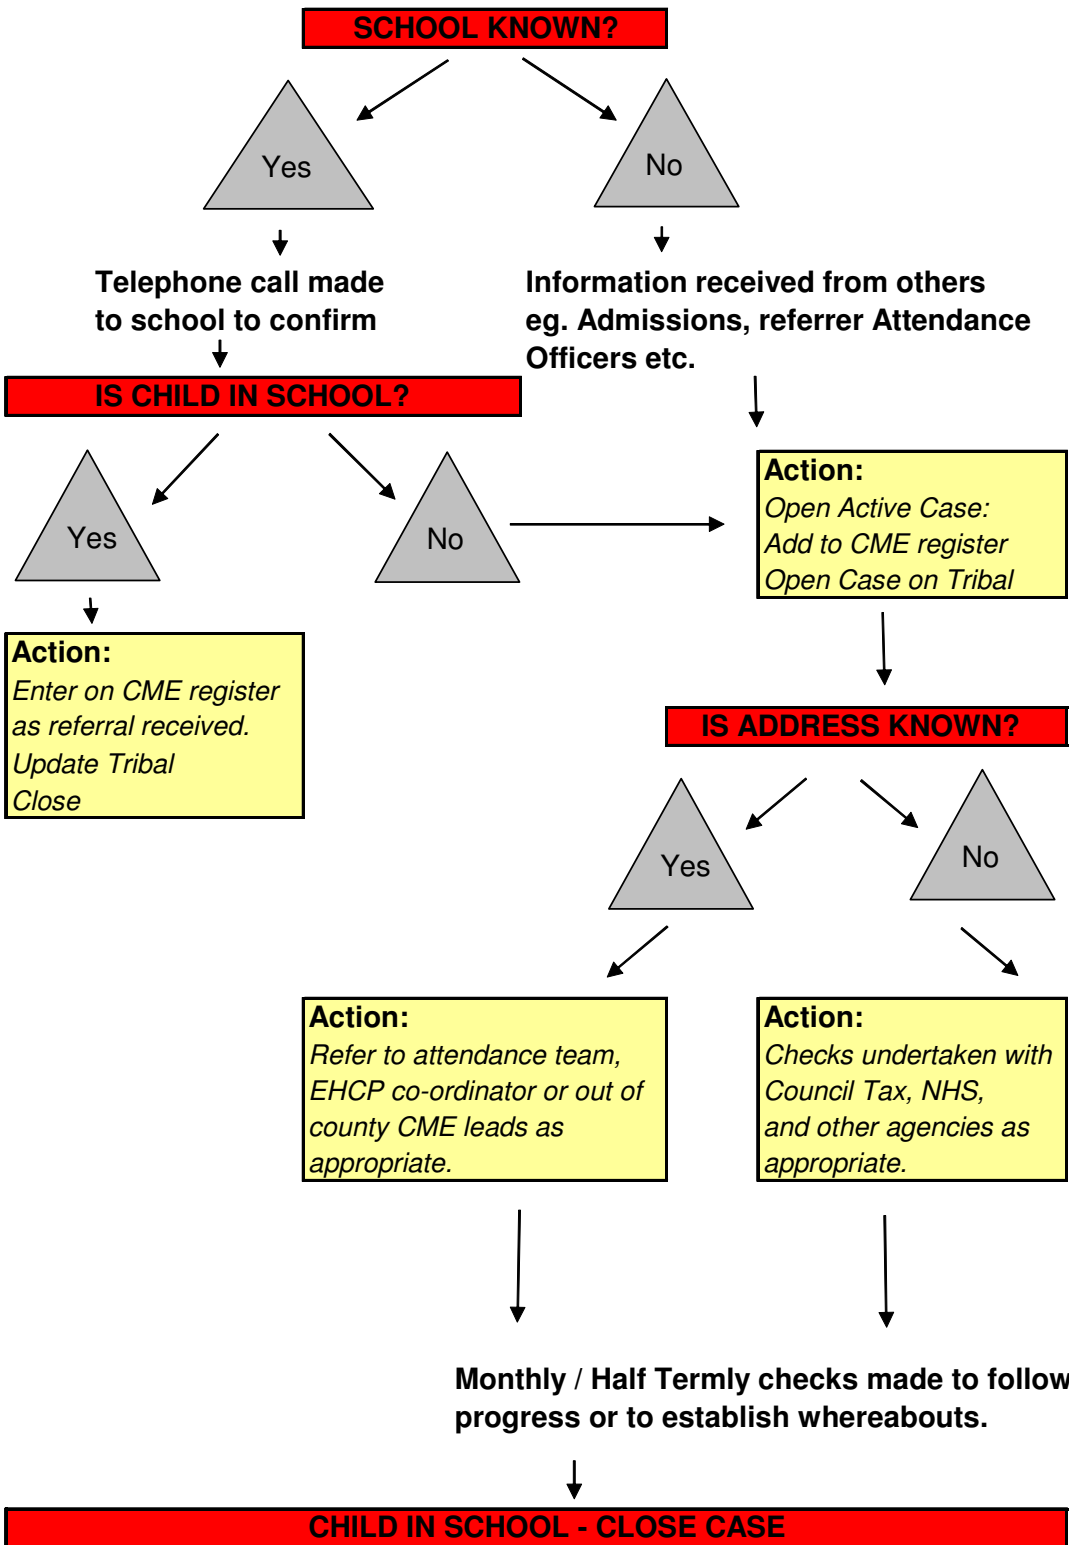 SCHOOL KNOWN?
Yes
No
Telephone call made
to school to confirm
Information received from others
eg. Admissions, referrer Attendance
Officers etc.
IS CHILD IN SCHOOL?
Yes
No
Action:
Open Active Case:
Add to CME register
Open Case on Tribal
Action:
Enter on CME register
as referral received.
Update Tribal
Close
IS ADDRESS KNOWN?
Yes
No
Action:
Refer to attendance team,
EHCP co-ordinator or out of
county CME leads as
appropriate.
Action:
Checks undertaken with
Council Tax, NHS,
and other agencies as
appropriate.
Monthly / Half Termly checks made to follow
progress or to establish whereabouts.
CHILD IN SCHOOL - CLOSE CASE